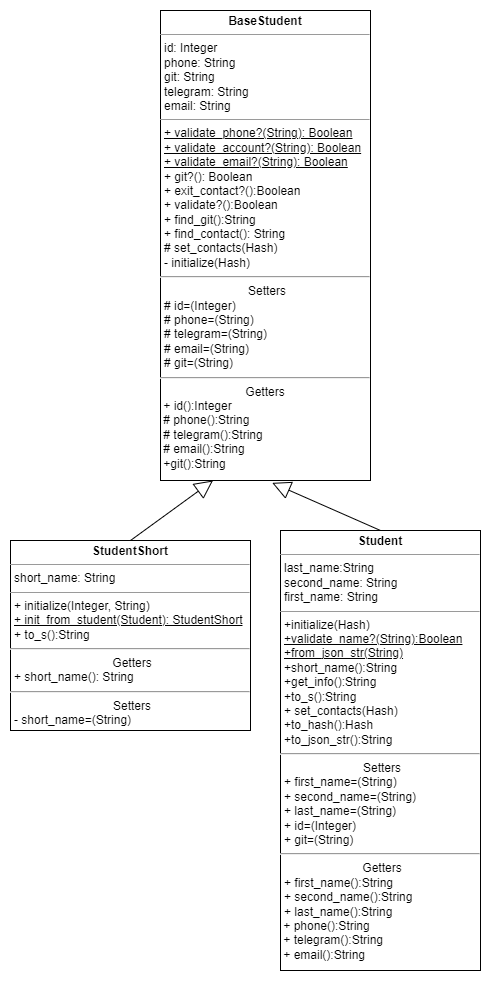 BaseStudent
id: Integer
phone: String
git: String
telegram: String
email: String
+ validate_phone?(String): Boolean
+ validate_account?(String): Boolean
+ validate_email?(String): Boolean
+ git?(): Boolean
+ exit_contact?():Boolean
+ validate?():Boolean
+ find_git():String
+ find_contact(): String
# set_contacts(Hash)
- initialize(Hash)
Setters
# id=(Integer)
# phone=(String)
# telegram=(String)
# email=(String)
# git=(String)
Getters
+ id():Integer
# phone():String
# telegram():String
# email():String
+git():String
StudentShort
short_name: String
+ initialize(Integer, String)
+ init_from_student(Student): StudentShort
+ to_s():String
Getters
+ short_name(): String
Setters
- short_name=(String)
Student
last_name:String
second_name: String
first_name: String
+initialize(Hash)
+validate_name?(String):Boolean
+from_json_str(String)
+short_name():String
+get_info():String
+to_s():String
+ set_contacts(Hash)
+to_hash():Hash
+to_json_str():String
Setters
+ first_name=(String)
+ second_name=(String)
+ last_name=(String)
+ id=(Integer)
+ git=(String)
Getters
+ first_name():String
+ second_name():String
+ last_name():String
+ phone():String
+ telegram():String
+ email():String